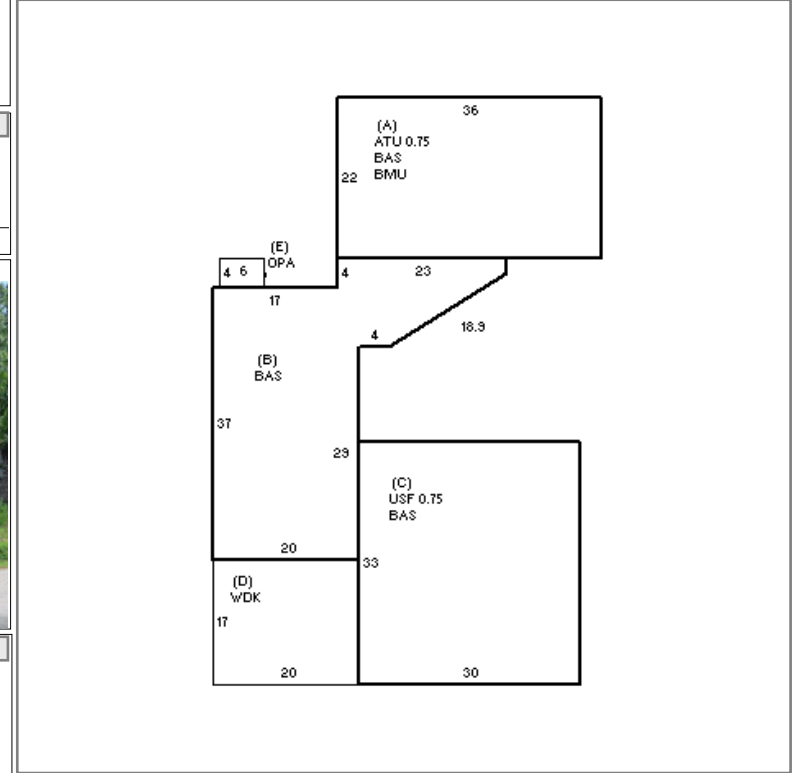 36
(A)
ATU 0.75
BAS
BMU
22
(E)
OPA
4 6
4
23
17
18.9
4
(B)
BAS
37
29
(C)
USF 0.75
BAS
20
33
(D)
WDK
17
20
30